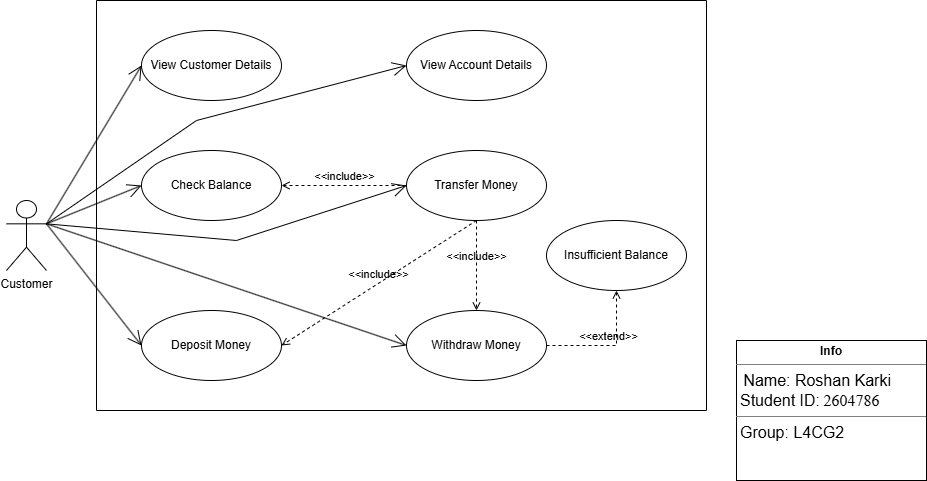 View Customer Details
View Account Details
Check Balance
<<include>>
Transfer Money
Customer
<<include>>
<<include>>
Insufficient Balance
Deposit Money
Withdraw Money
<<extend>>
Info
Name: Roshan Karki
Student ID: 2604786
Group: L4CG2